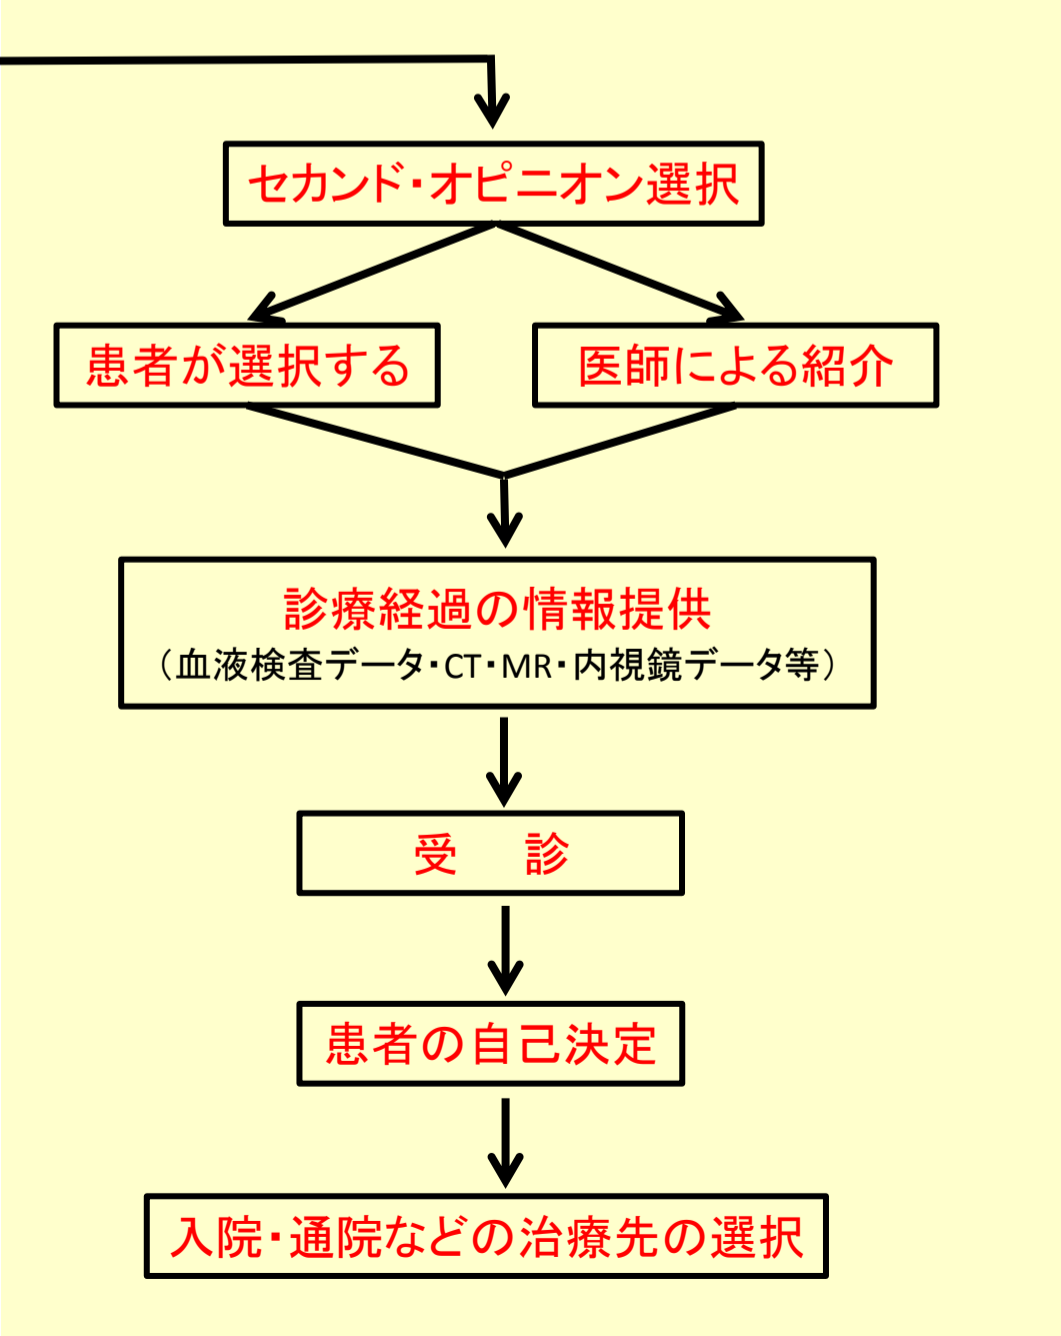 セカンド・オピニオン選択
患者が選択する
医師による紹介
診療経過の情報提供
（血液検査データ・CT・MR・内視鏡データ等）
受　診
患者の自己決定
入院・通院などの治療先の選択